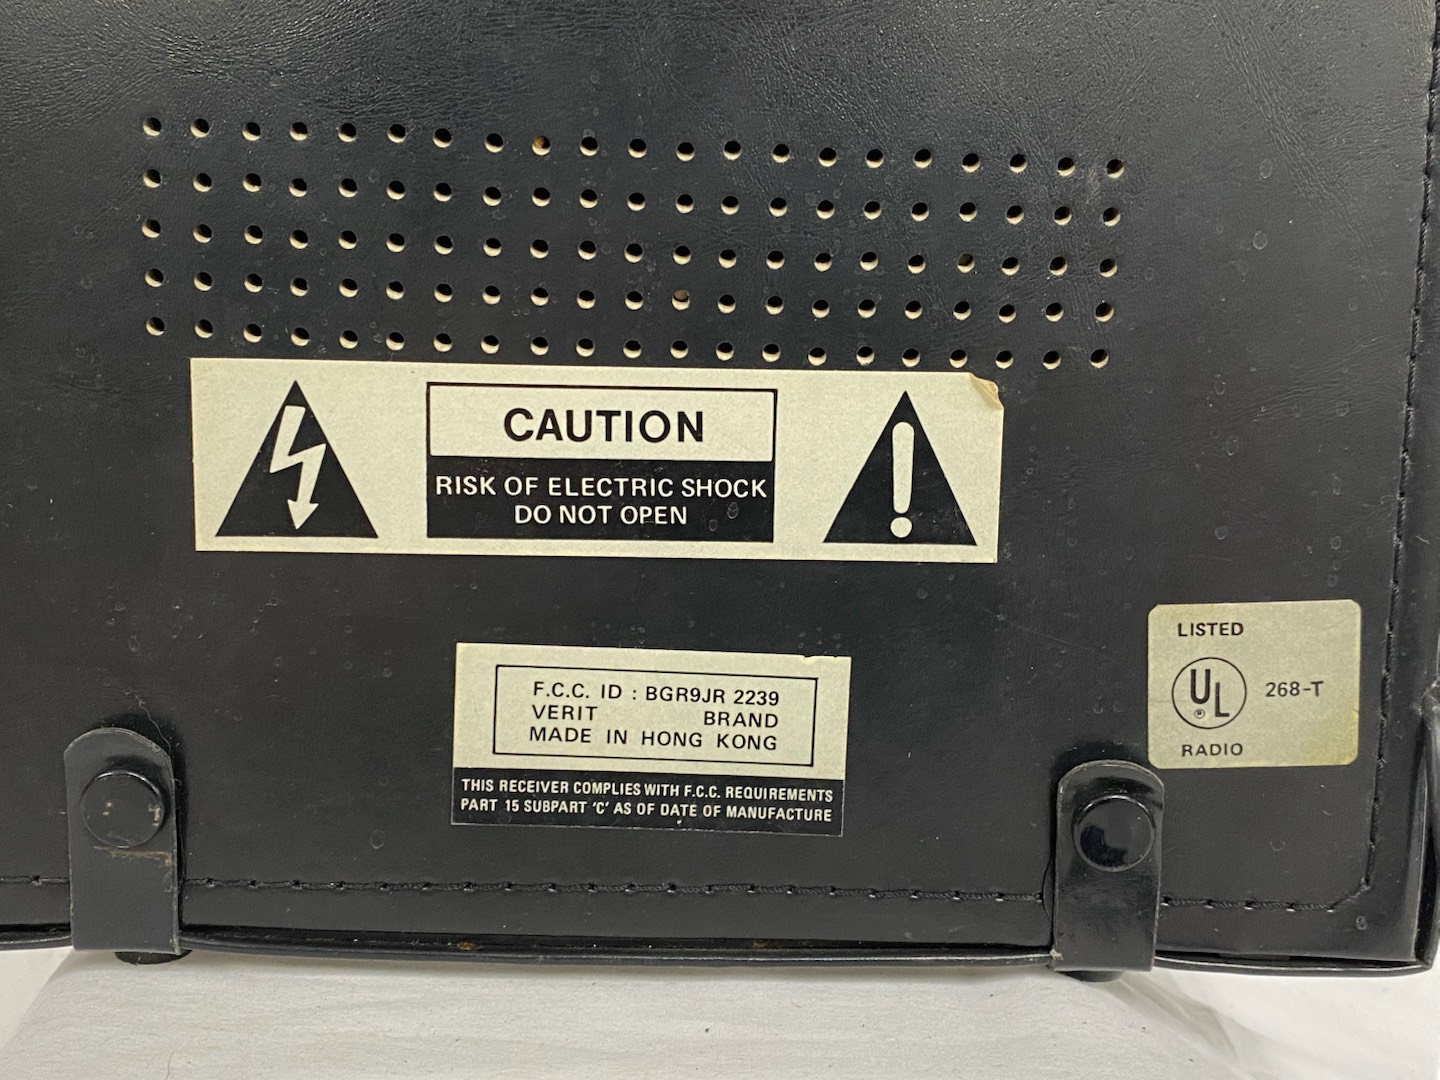 CAUTION
RISK OF ELECTRIC SHOCK
DO NOT OPEN
F.C.C. ID : BGR9JR 2239
VERIT BRAND
MADE IN HONG KONG
THIS RECEIVER COMPLIES WITH F.C.C. REQUIREMENTS
PART 15 SUBPART 'C' AS OF DATE OF MANUFACTURE
LISTED
UL ® 268-T
RADIO